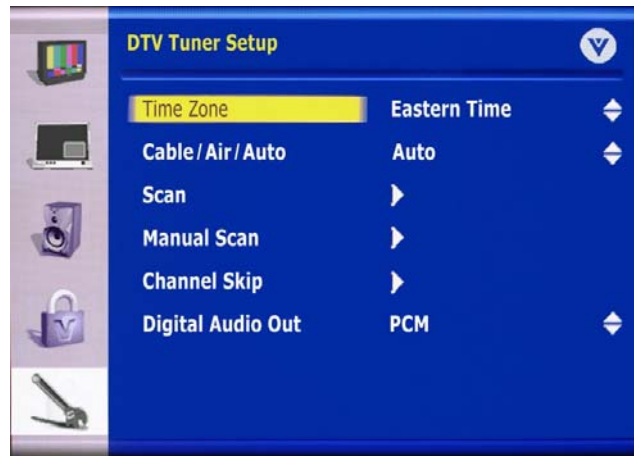 DTV Tuner Setup
V
Time Zone Eastern Time
Cable/Air/Auto Auto
Scan
Manual Scan
Channel Skip
Digital Audio Out PCM
V